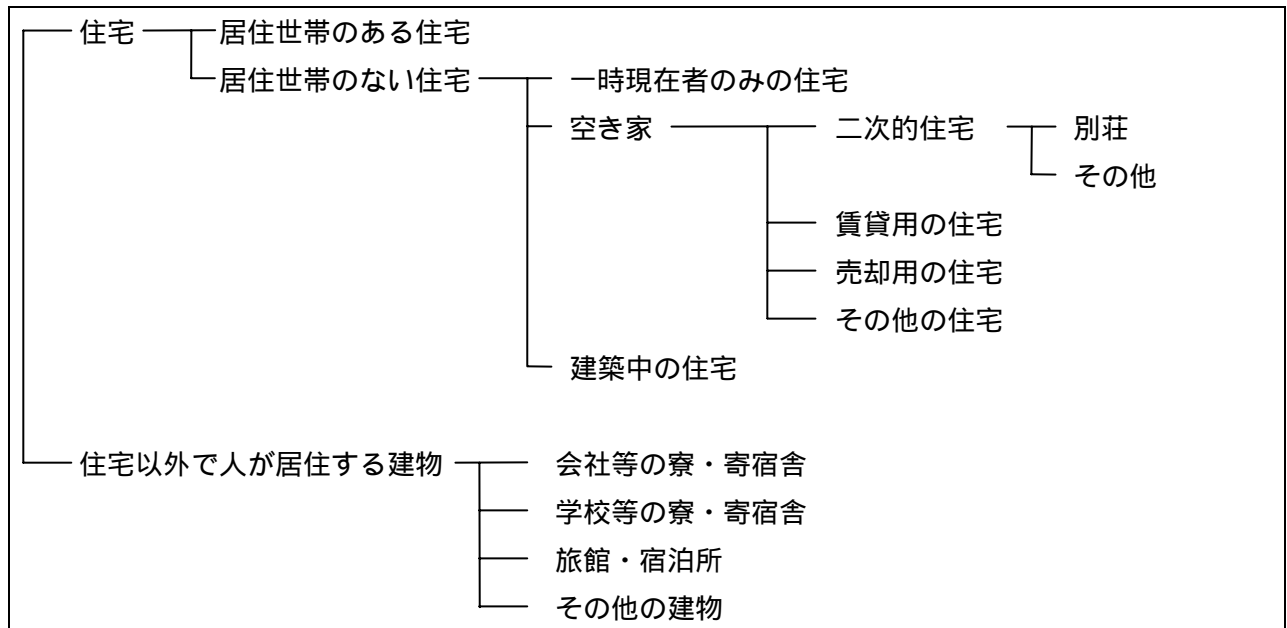 住宅 居住世帯のある住宅
居住世帯のない住宅 一時現在者のみの住宅
空き家 二次的住宅 別荘
その他
賃貸用の住宅
売却用の住宅
その他の住宅
建築中の住宅
住宅以外で人が居住する建物 会社等の寮・寄宿舎
学校等の寮・寄宿舎
旅館・宿泊所
その他の建物